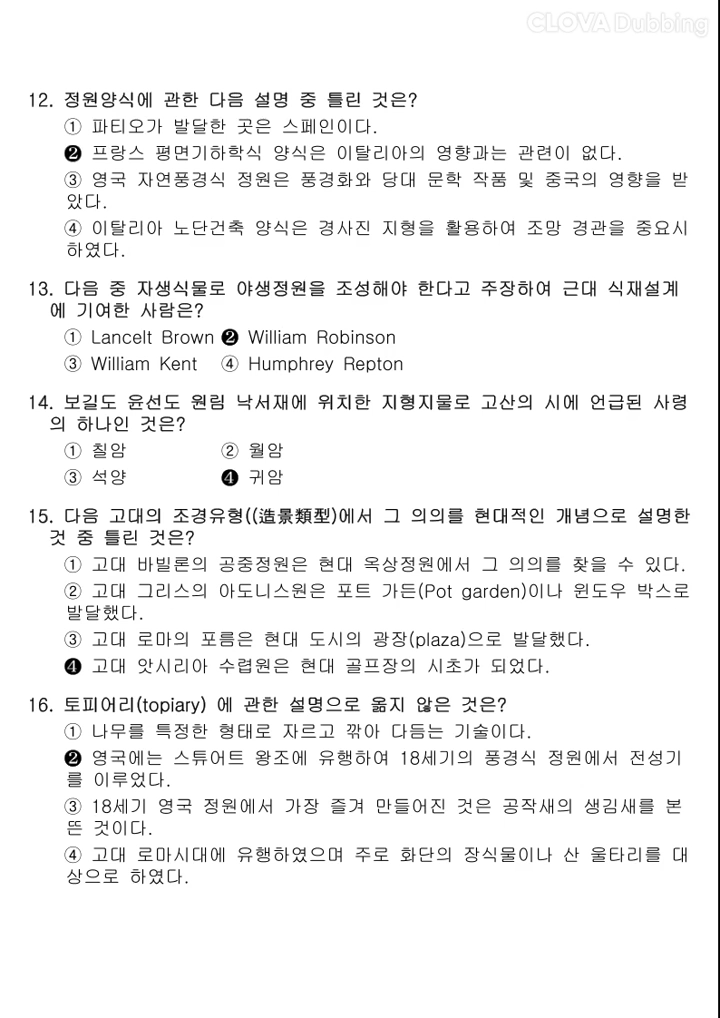 CLOVA Dubbing
12. 정원양식에 관한 다음 설명 중 틀린 것은?
① 파티오가 발달한 곳은 스페인이다.
❷ 프랑스 평면기하학식 양식은 이탈리아의 영향과는 관련이 없다.
③ 영국 자연풍경식 정원은 풍경화와 당대 문학 작품 및 중국의 영향을 받
았다.
④ 이탈리아 노단건축 양식은 경사진 지형을 활용하여 조망 경관을 중요시
하였다.
13. 다음 중 자생식물로 야생정원을 조성해야 한다고 주장하여 근대 식재설계
에 기여한 사람은?
① Lancelt Brown ❷ William Robinson
③ William Kent ④ Humphrey Repton
14. 보길도 윤선도 원림 낙서재에 위치한 지형지물로 고산의 시에 언급된 사령
의 하나인 것은?
① 칠암 ② 월암
③ 석양 ❹ 귀암
15. 다음 고대의 조경유형((造景類型)에서 그 의의를 현대적인 개념으로 설명한
것 중 틀린 것은?
① 고대 바빌론의 공중정원은 현대 옥상정원에서 그 의의를 찾을 수 있다.
② 고대 그리스의 아도니스원은 포트 가든(Pot garden)이나 윈도우 박스로
발달했다.
③ 고대 로마의 포름은 현대 도시의 광장(plaza)으로 발달했다.
❹ 고대 앗시리아 수렵원은 현대 골프장의 시초가 되었다.
16. 토피어리(topiary) 에 관한 설명으로 옳지 않은 것은?
① 나무를 특정한 형태로 자르고 깎아 다듬는 기술이다.
❷ 영국에는 스튜어트 왕조에 유행하여 18세기의 풍경식 정원에서 전성기
를 이루었다.
③ 18세기 영국 정원에서 가장 즐겨 만들어진 것은 공작새의 생김새를 본
뜬 것이다.
④ 고대 로마시대에 유행하였으며 주로 화단의 장식물이나 산 울타리를 대
상으로 하였다.